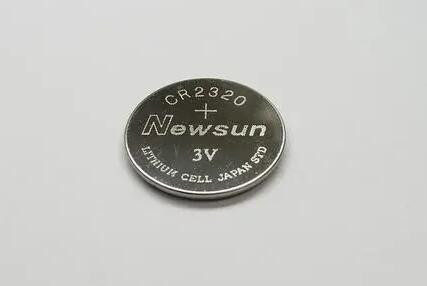 CR2320
+
Newsun
3V
LITHIUM CELL JAPAN STD